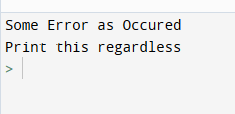 Some Error as Occured
Print this regardless
>